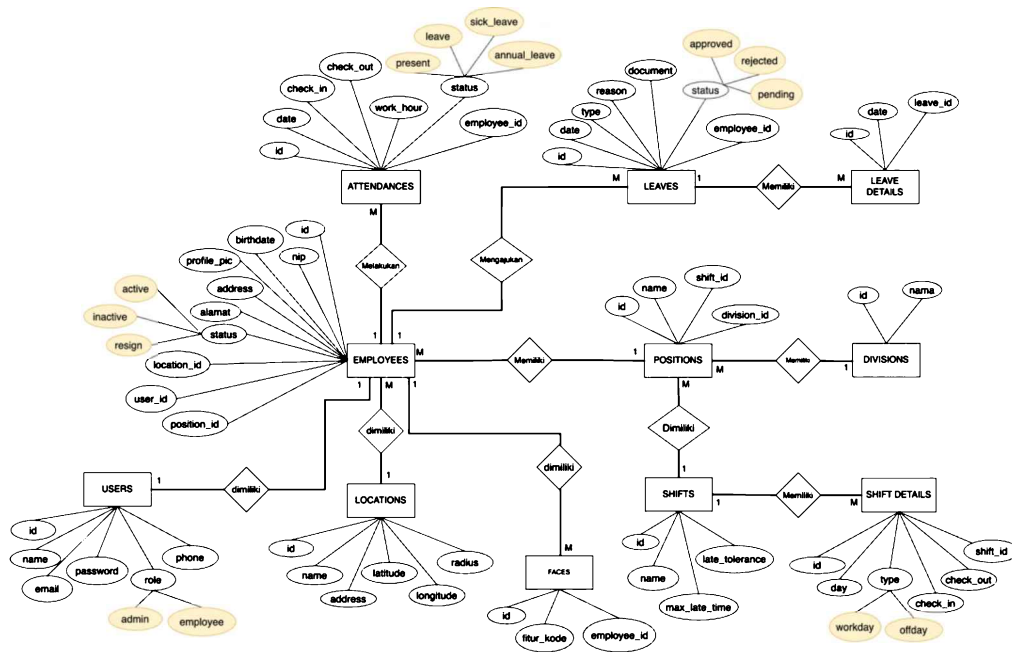 sick_leave
leave
present
annual_leave
status
check_out
check_in
work_hour
date
employee_id
id
ATTENDANCES
approved
rejected
pending
status
document
reason
type
date
employee_id
id
LEAVES
date
leave_id
id
LEAVE
DETAILS
M
M
1
Memiliki
M
Melakukan
Mengajukan
id
birthdate
nip
profile_pic
address
alamat
active
inactive
resign
status
location_id
user_id
position_id
1
1
EMPLOYEES
M
Memiliki
1
shift_id
name
id
division_id
POSITIONS
M
Memiliki
1
id
nama
DIVISIONS
1
M
1
M
dimiliki
Dimiliki
dimiliki
dimiliki
USERS
1
1
LOCATIONS
1
SHIFTS
1
Memiliki
M
SHIFT DETAILS
id
name
email
password
role
phone
admin
employee
id
name
address
latitude
longitude
radius
M
FACES
id
fitur_kode
employee_id
id
name
max_late_time
late_tolerance
id
day
type
check_in
check_out
shift_id
workday
offday